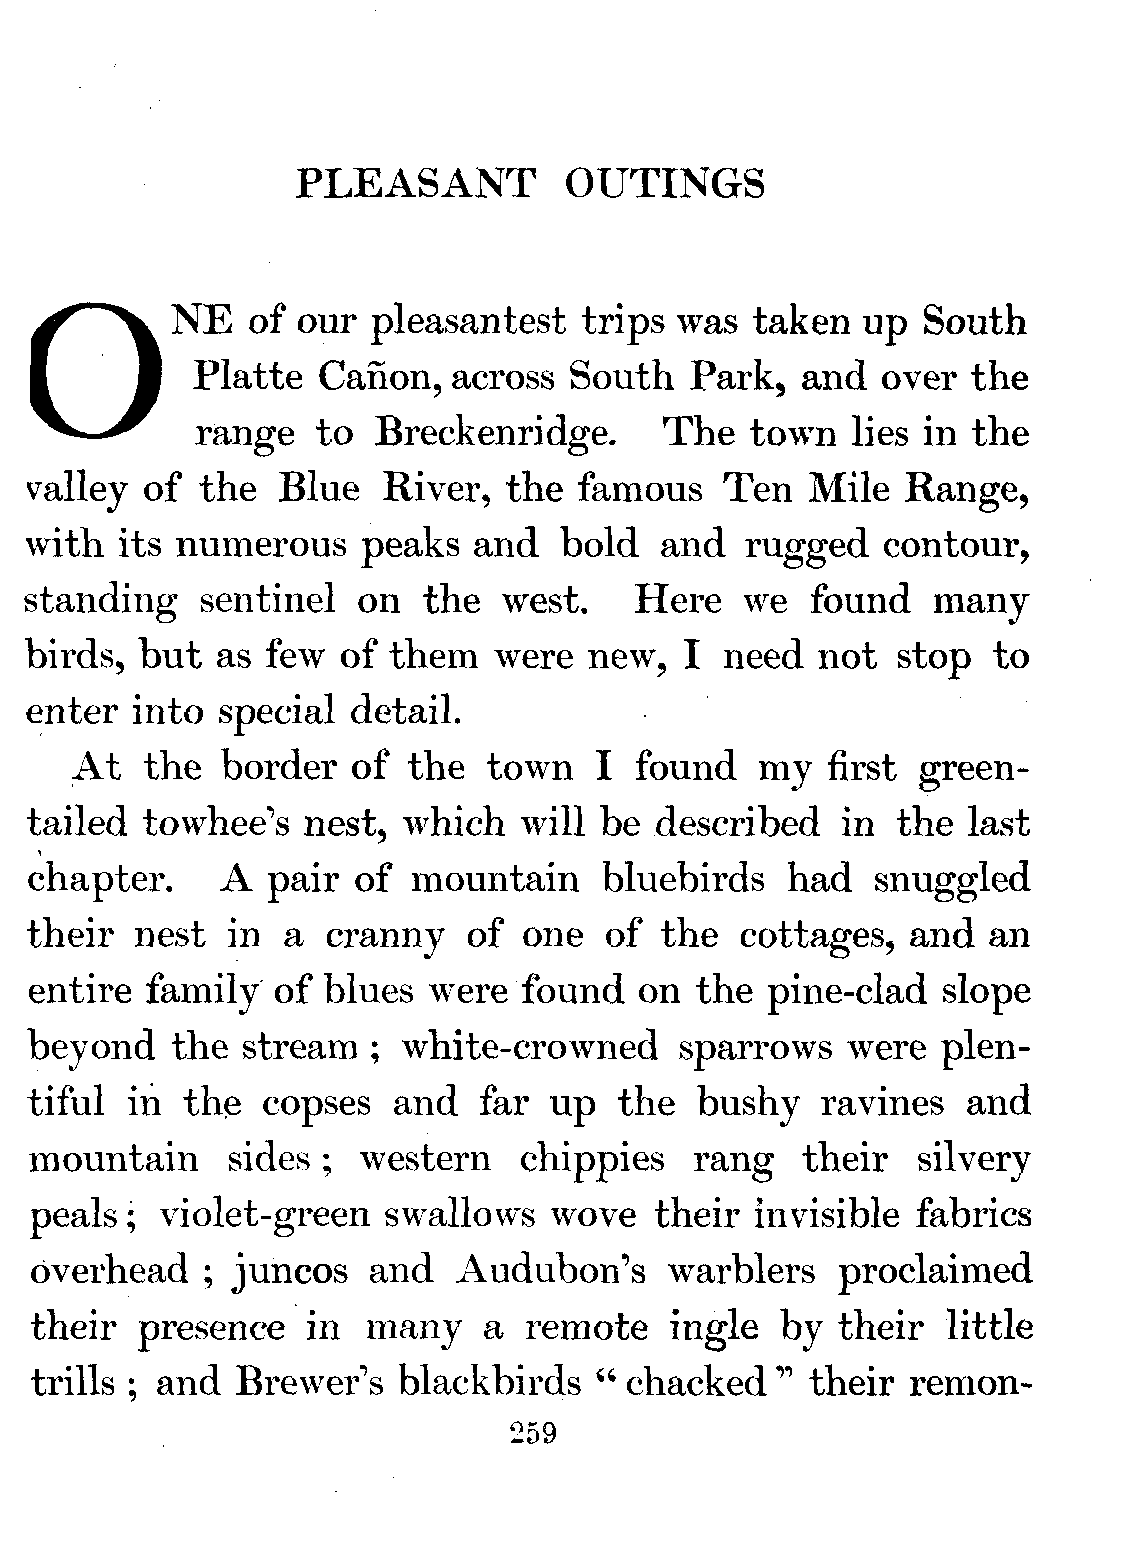 PLEASANT OUTINGS
ONE of our pleasantest trips was taken up South
Platte Cañon, across South Park, and over the
range to Breckenridge. The town lies in the
valley of the Blue River, the famous Ten Mile Range,
with its numerous peaks and bold and rugged contour,
standing sentinel on the west. Here we found many
birds, but as few of them were new, I need not stop to
enter into special detail.
At the border of the town I found my first green-
tailed towhee's nest, which will be described in the last
chapter. A pair of mountain bluebirds had snuggled
their nest in a cranny of one of the cottages, and an
entire family of blues were found on the pine-clad slope
beyond the stream ; white-crowned sparrows were plen-
tiful in the copses and far up the bushy ravines and
mountain sides ; western chippies rang their silvery
peals ; violet-green swallows wove their invisible fabrics
overhead ; juncos and Audubon's warblers proclaimed
their presence in many a remote ingle by their little
trills ; and Brewer's blackbirds “ chacked ” their remon-
259